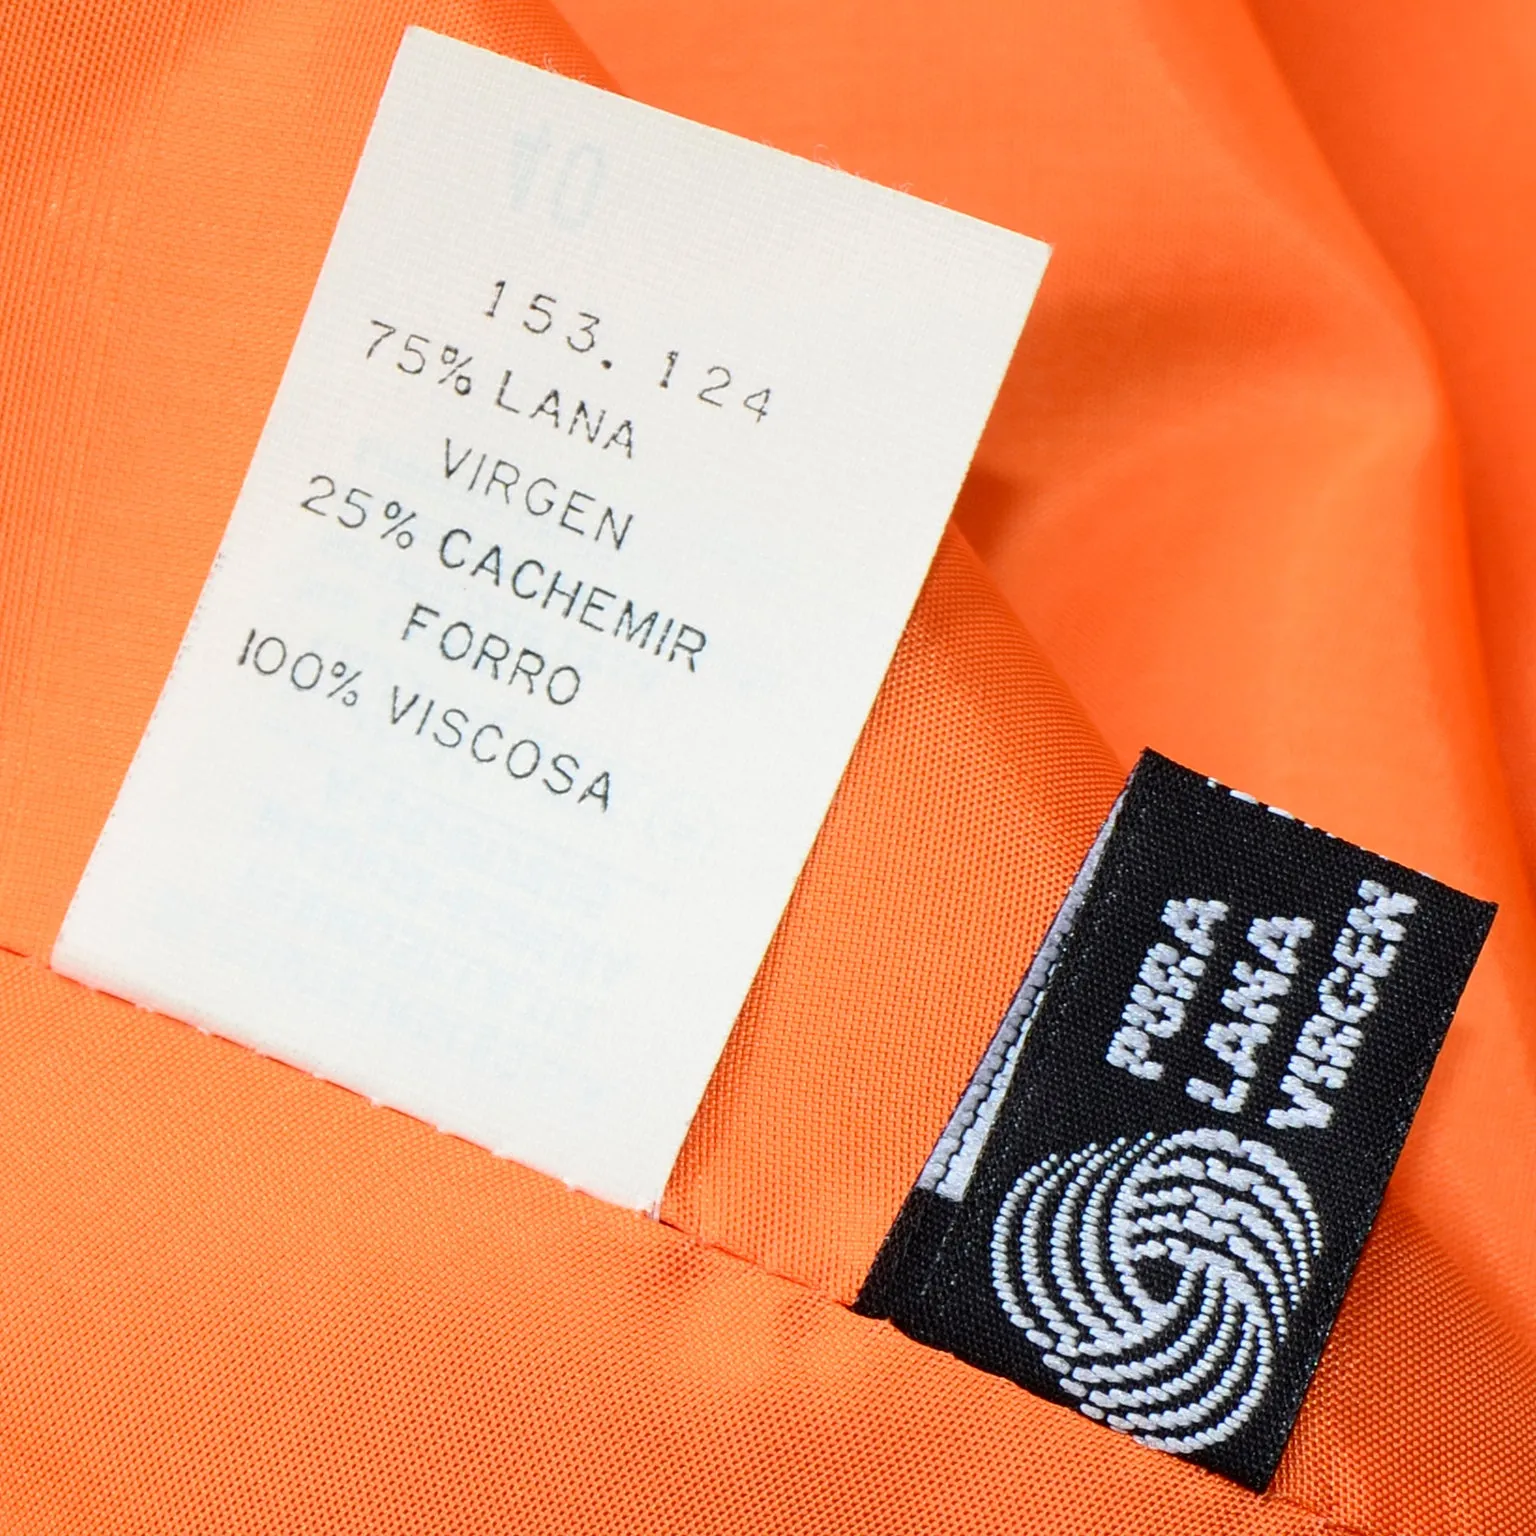 153.124
75% LANA
VIRGEN
25% CACHEMIR
FORRO
100% VISCOSA
PURA
LANA
VIRGEN